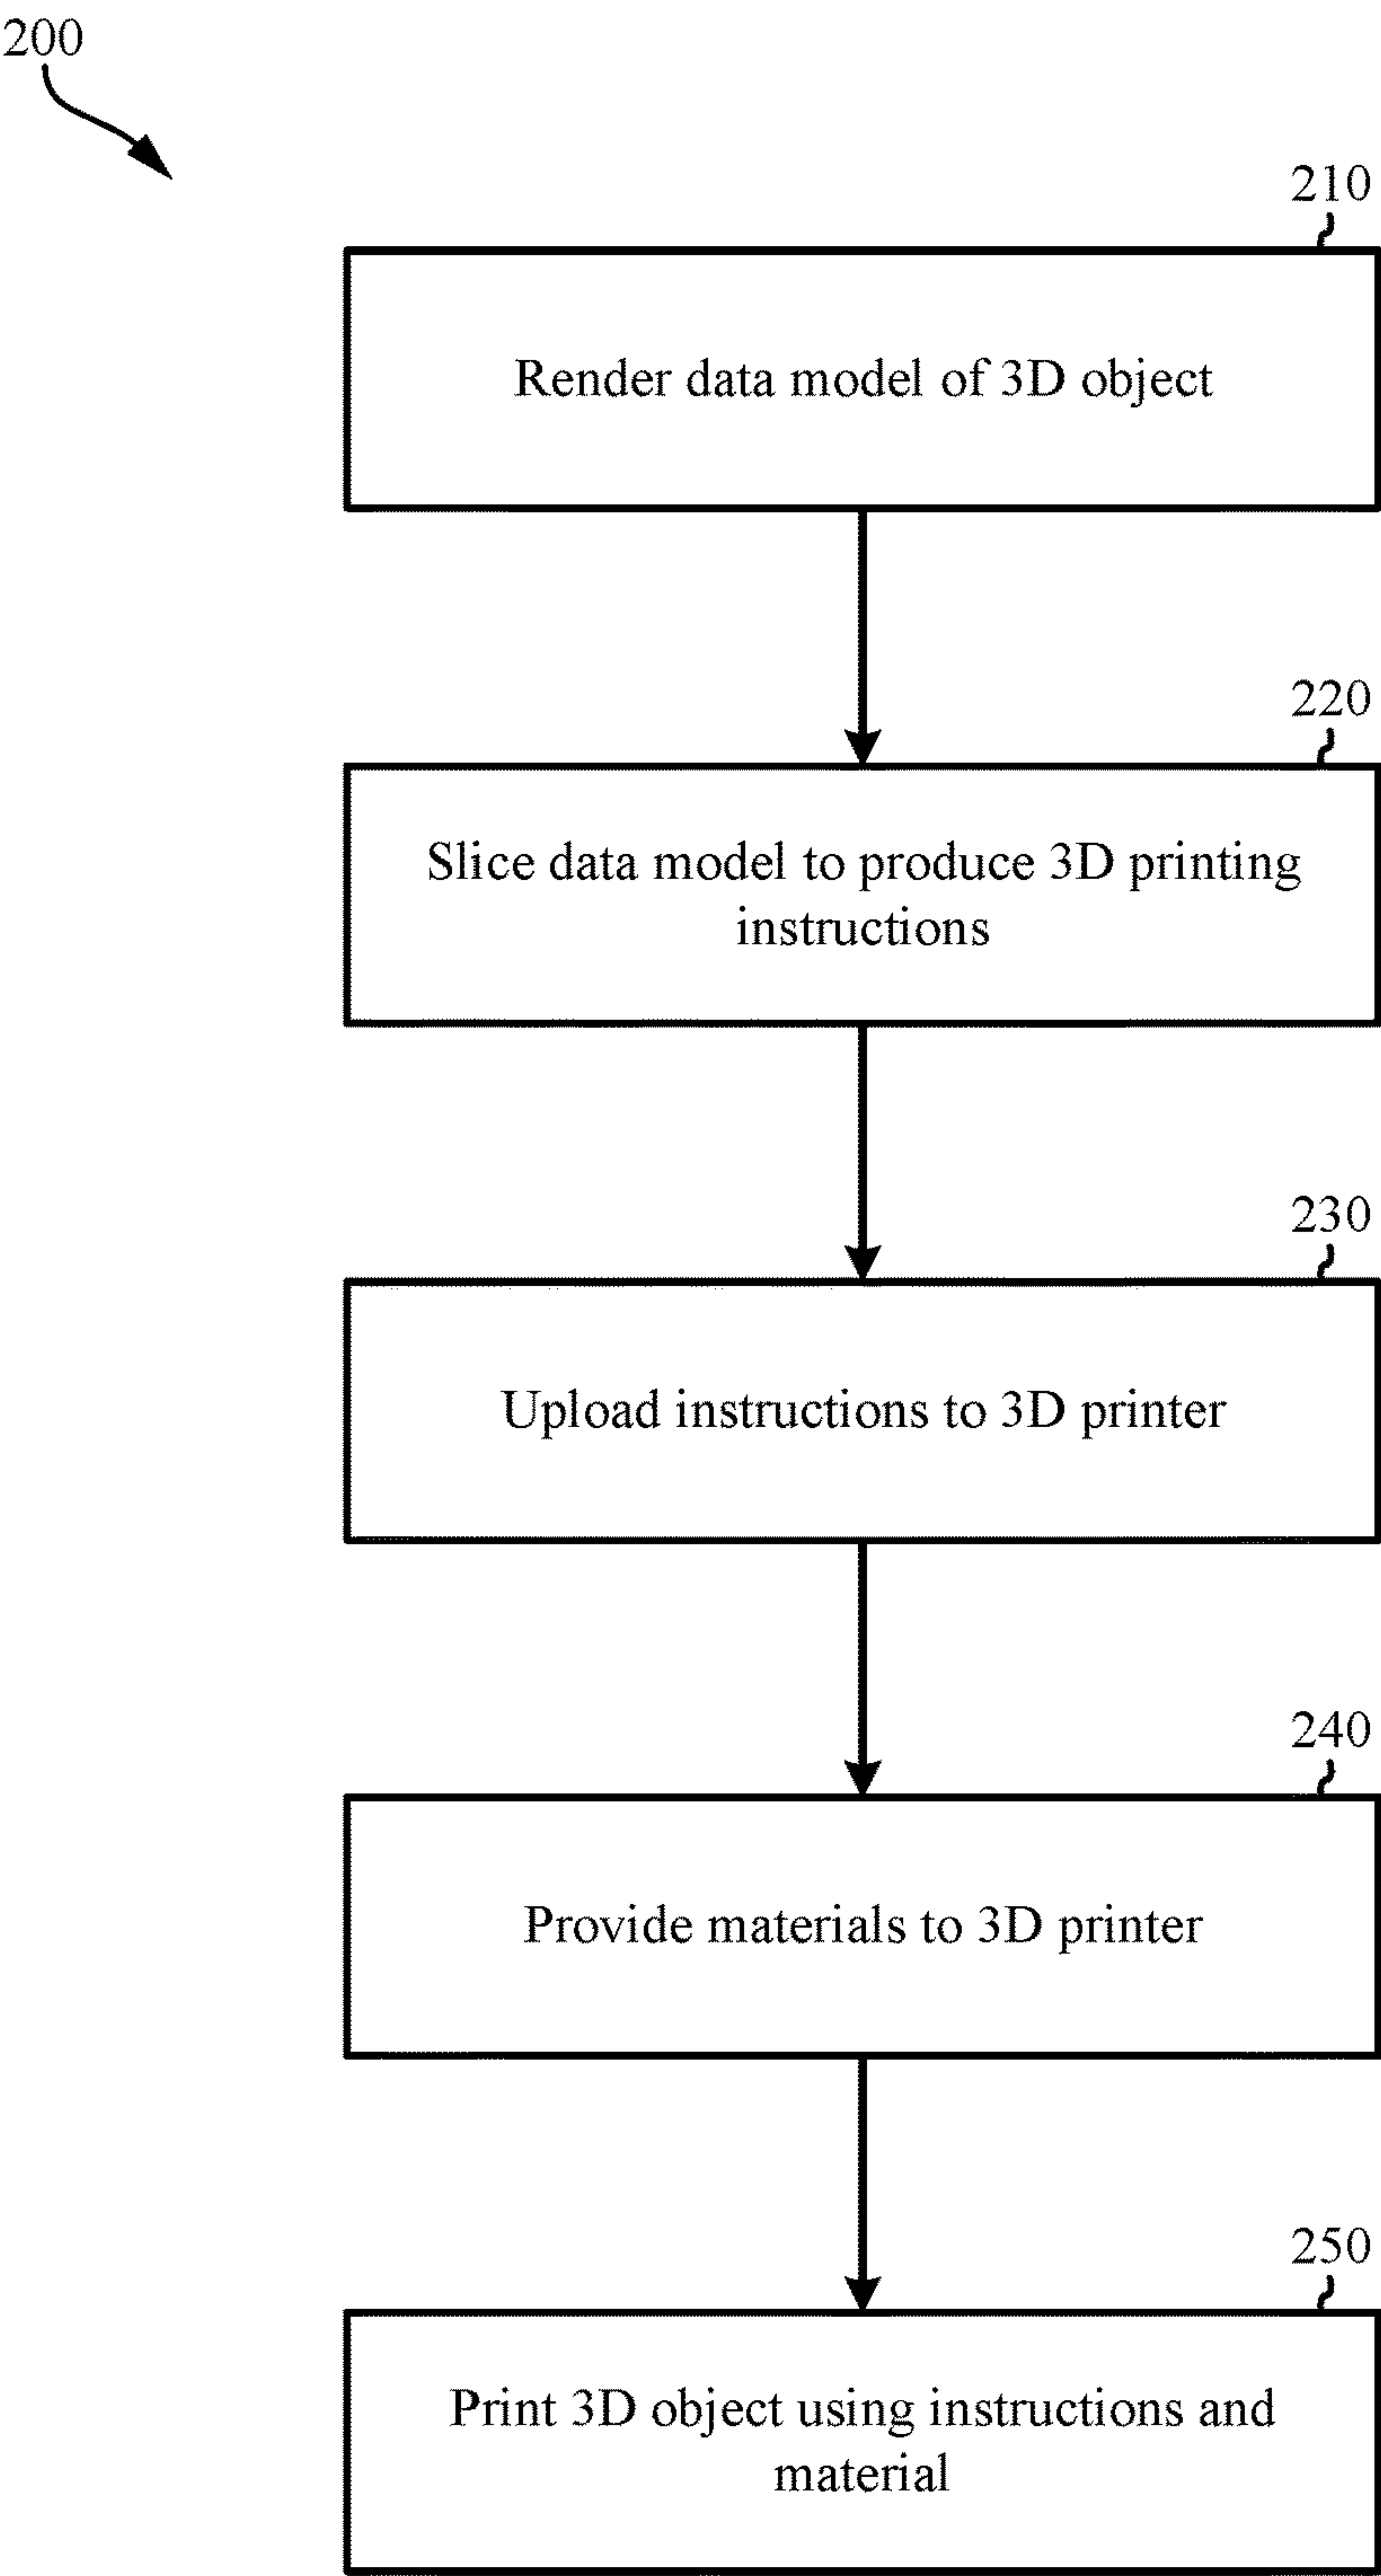 200
210
Render data model of 3D object
220
Slice data model to produce 3D printing
instructions
230
Upload instructions to 3D printer
240
Provide materials to 3D printer
250
Print 3D object using instructions and
material